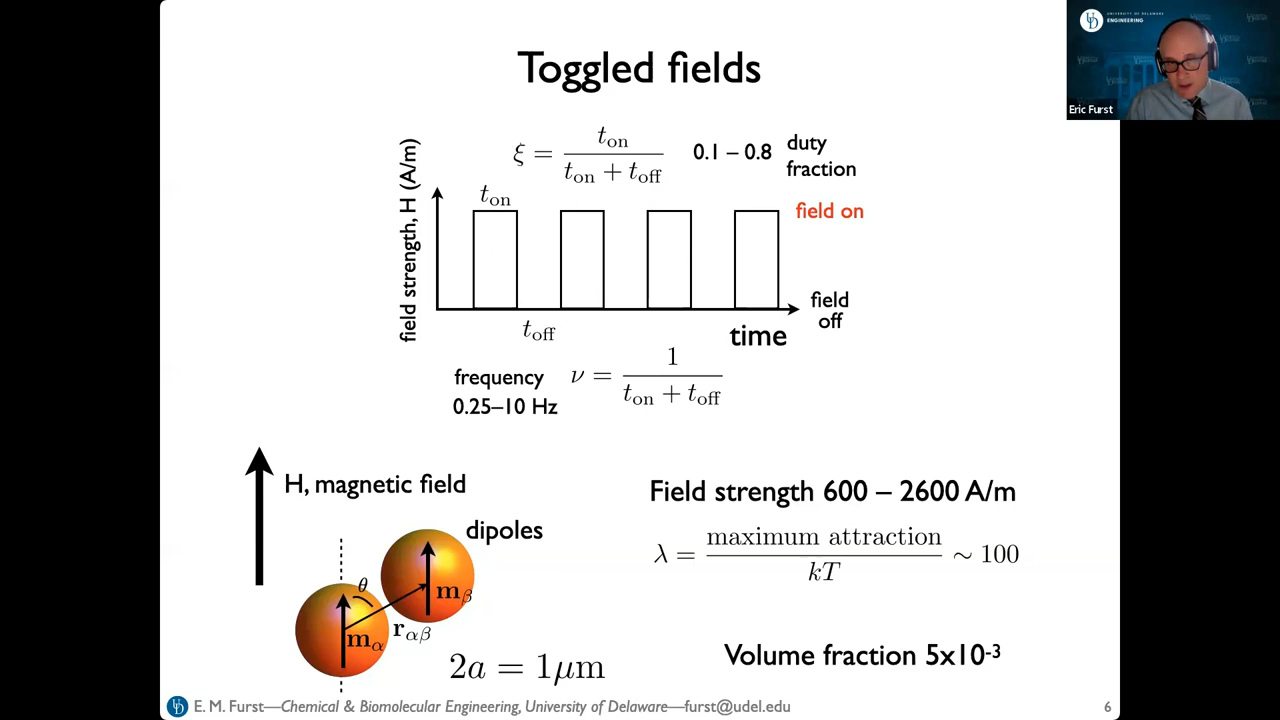 Toggled fields
ξ = t_on / (t_on + t_off)
0.1 – 0.8
duty
fraction
field strength, H (A/m)
t_on
field on
field
off
t_off
time
frequency
0.25–10 Hz
ν = 1 / (t_on + t_off)
H, magnetic field
dipoles
θ
m_α
m_β
r_αβ
2a = 1μm
Field strength 600 – 2600 A/m
λ = maximum attraction / kT ∼ 100
Volume fraction 5x10^-3
UD
E. M. Furst—Chemical & Biomolecular Engineering, University of Delaware—furst@udel.edu
6
UD
UNIVERSITY OF DELAWARE
ENGINEERING
Eric Furst